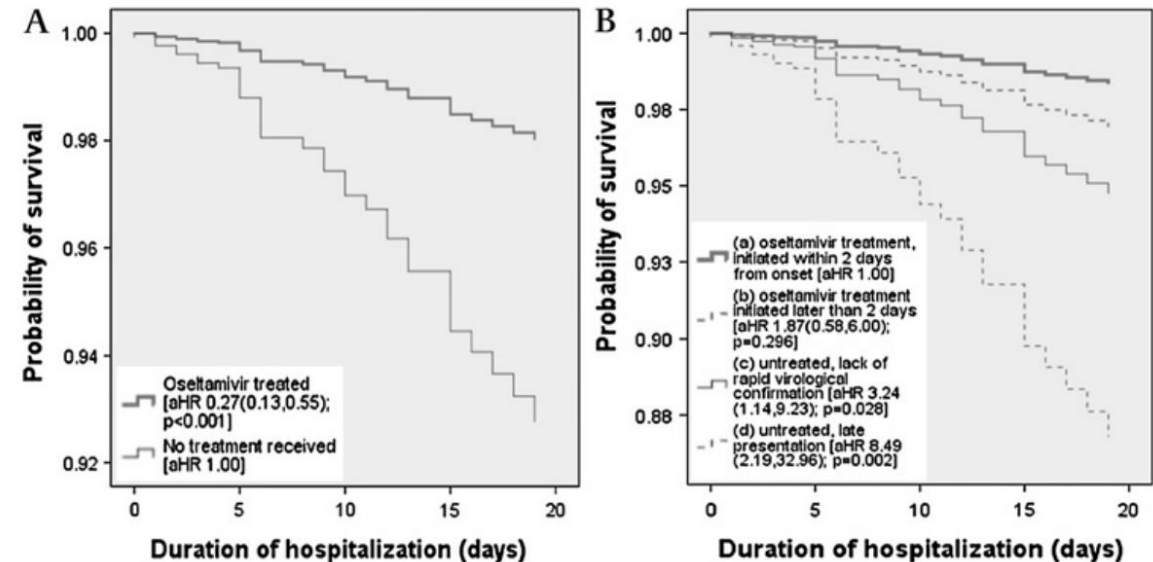 A
Probability of survival
1.00
0.98
0.96
0.94
0.92
Oseltamivir treated
[aHR 0.27(0.13,0.55);
p<0.001]
No treatment received
[aHR 1.00]
0 5 10 15 20
Duration of hospitalization (days)
B
Probability of survival
1.00
0.98
0.95
0.93
0.90
0.88
(a) oseltamivir treatment,
initiated within 2 days
from onset [aHR 1.00]
(b) oseltamivir treatment
initiated later than 2 days
[aHR 1.87(0.58,6.00);
p=0.296]
(c) untreated, lack of
rapid virological
confirmation [aHR 3.24
(1.14,9.23); p=0.028]
(d) untreated, late
presentation [aHR 8.49
(2.19,32.96); p=0.002]
0 5 10 15 20
Duration of hospitalization (days)